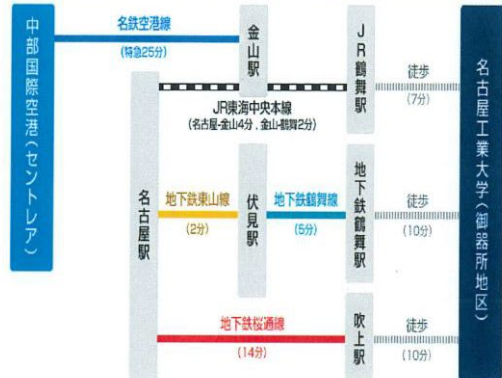 中部国際空港(セントレア)
名鉄空港線
(特急25分)
金山駅
JR鶴舞駅
徒歩
(7分)
名古屋工業大学(御器所地区)
JR東海中央本線
(名古屋-金山4分,金山-鶴舞2分)
名古屋駅
地下鉄東山線
(2分)
伏見駅
地下鉄鶴舞線
(5分)
地下鉄鶴舞駅
徒歩
(10分)
地下鉄桜通線
(14分)
吹上駅
徒歩
(10分)